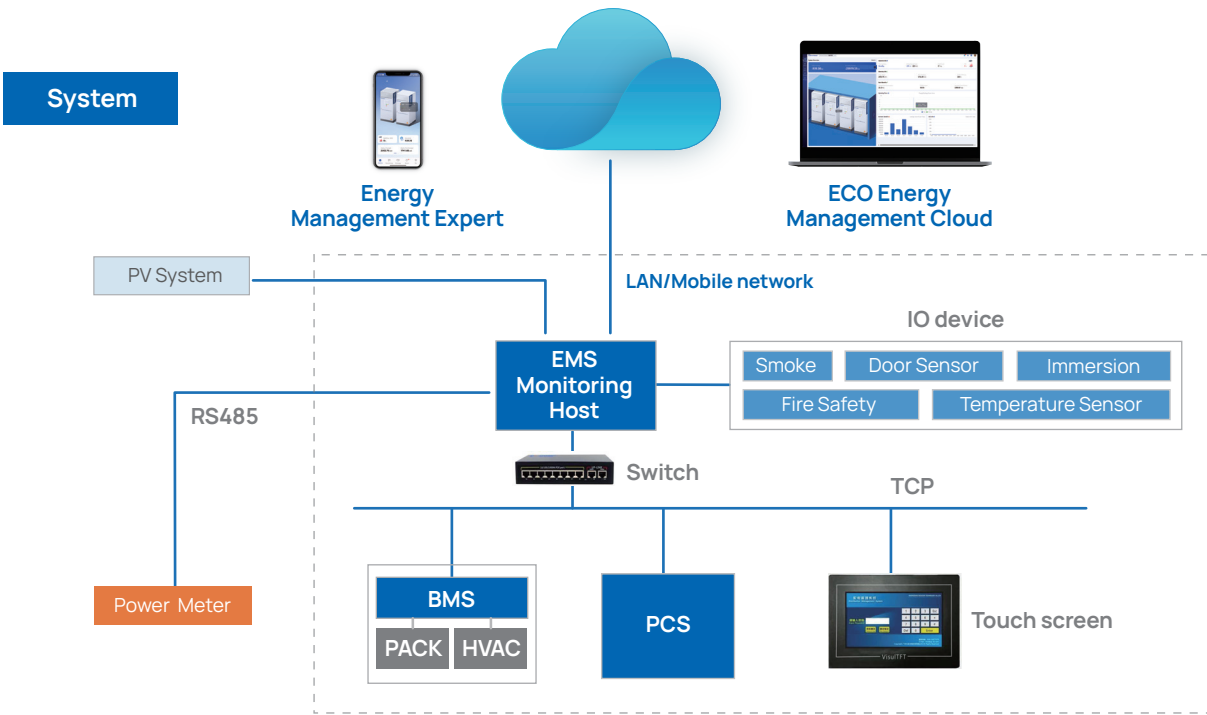 System
Energy
Management Expert
ECO Energy
Management Cloud
PV System
LAN/Mobile network
IO device
EMS
Monitoring
Host
Smoke
Door Sensor
Immersion
Fire Safety
Temperature Sensor
RS485
Switch
TCP
Power Meter
BMS
PACK
HVAC
PCS
Touch screen
VisulTFT